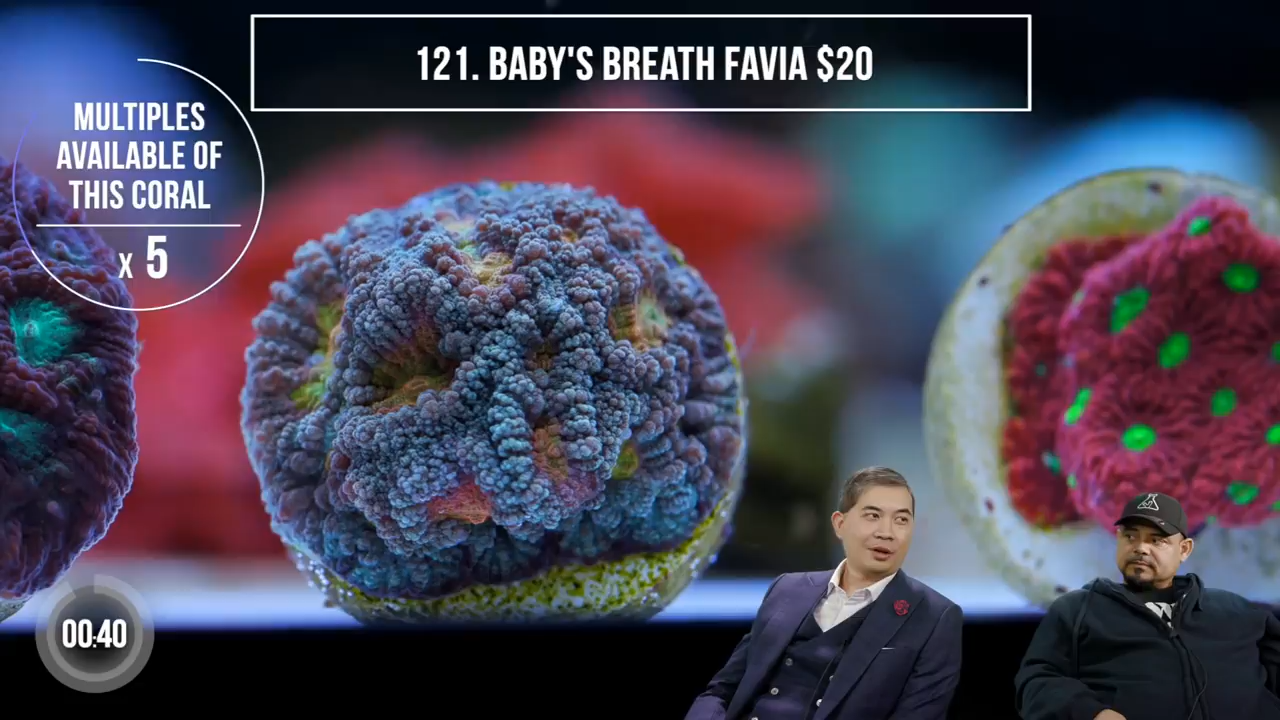 121. BABY'S BREATH FAVIA $20
MULTIPLES
AVAILABLE OF
THIS CORAL
x 5
00:40